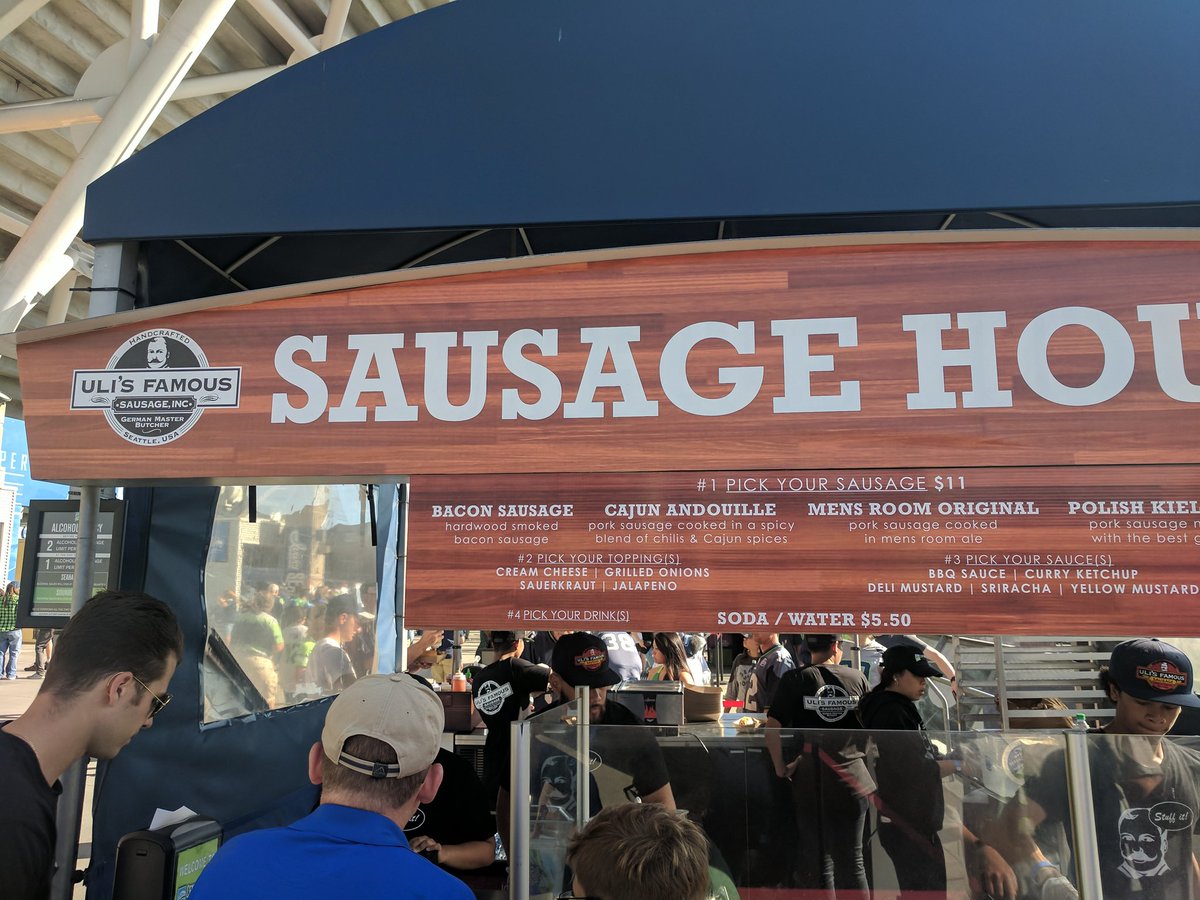 HANDCRAFTED
ULI'S FAMOUS
SAUSAGE, INC
GERMAN MASTER
BUTCHER
SEATTLE, USA
SAUSAGE HOU
#1 PICK YOUR SAUSAGE $11
BACON SAUSAGE CAJUN ANDOUILLE MENS ROOM ORIGINAL POLISH
hardwood smoked pork sausage cooked in a spicy pork sausage cooked pork sausage
bacon sausage blend of chilis & Cajun spices in mens room ale with the best
#2 PICK YOUR TOPPING(S) #3 PICK YOUR SAUCE(S)
CREAM CHEESE | GRILLED ONIONS BBQ SAUCE | CURRY KETCHUP
SAUERKRAUT | JALAPENO DELI MUSTARD | SRIRACHA | YELLOW MUSTARD
#4 PICK YOUR DRINK(S) SODA / WATER $5.50
2
1
ULI'S FAMOUS
ULI'S FAMOUS
Stuff it!